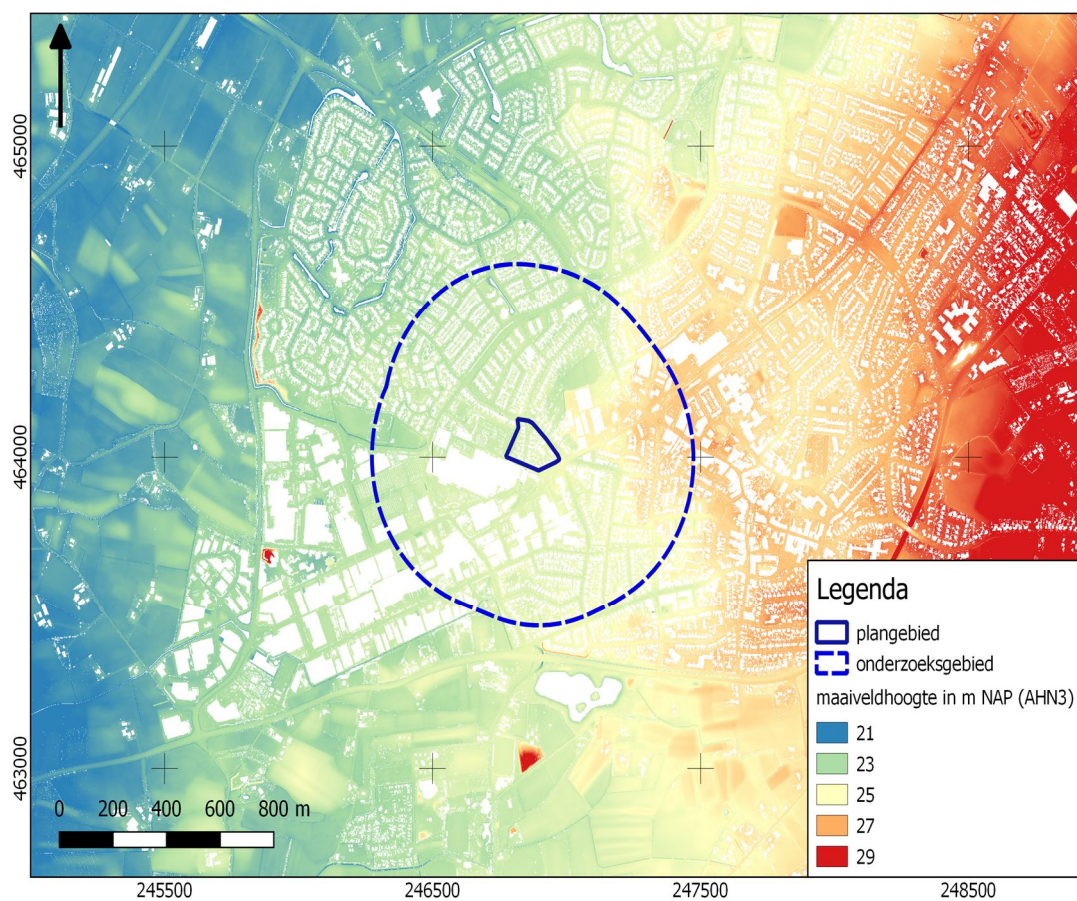 465000
464000
463000
0 200 400 600 800 m
245500 246500 247500 248500
Legenda
plangebied
onderzoeksgebied
maaiveldhoogte in m NAP (AHN3)
21
23
25
27
29